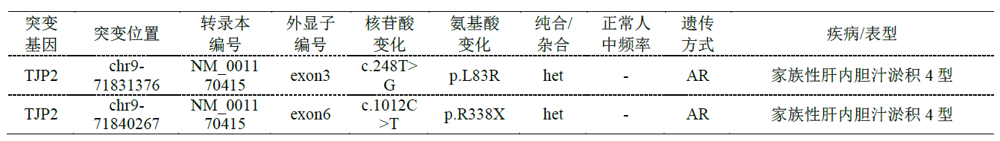 突变基因 突变位置 转录本编号 外显子编号 核苷酸变化 氨基酸变化 纯合/杂合 正常人中频率 遗传方式 疾病/表型
TJP2 chr9-71831376 NM_001170415 exon3 c.248T>G p.L83R het - AR 家族性肝内胆汁淤积 4 型
TJP2 chr9-71840267 NM_001170415 exon6 c.1012C>T p.R338X het - AR 家族性肝内胆汁淤积 4 型